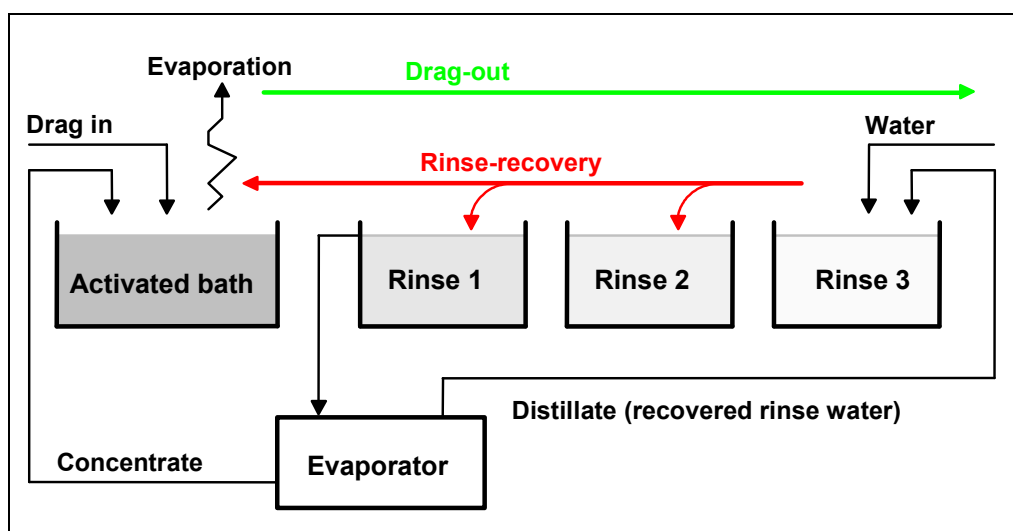 Evaporation
Drag-out
Drag in
Water
Rinse-recovery
Activated bath
Rinse 1
Rinse 2
Rinse 3
Distillate (recovered rinse water)
Concentrate
Evaporator